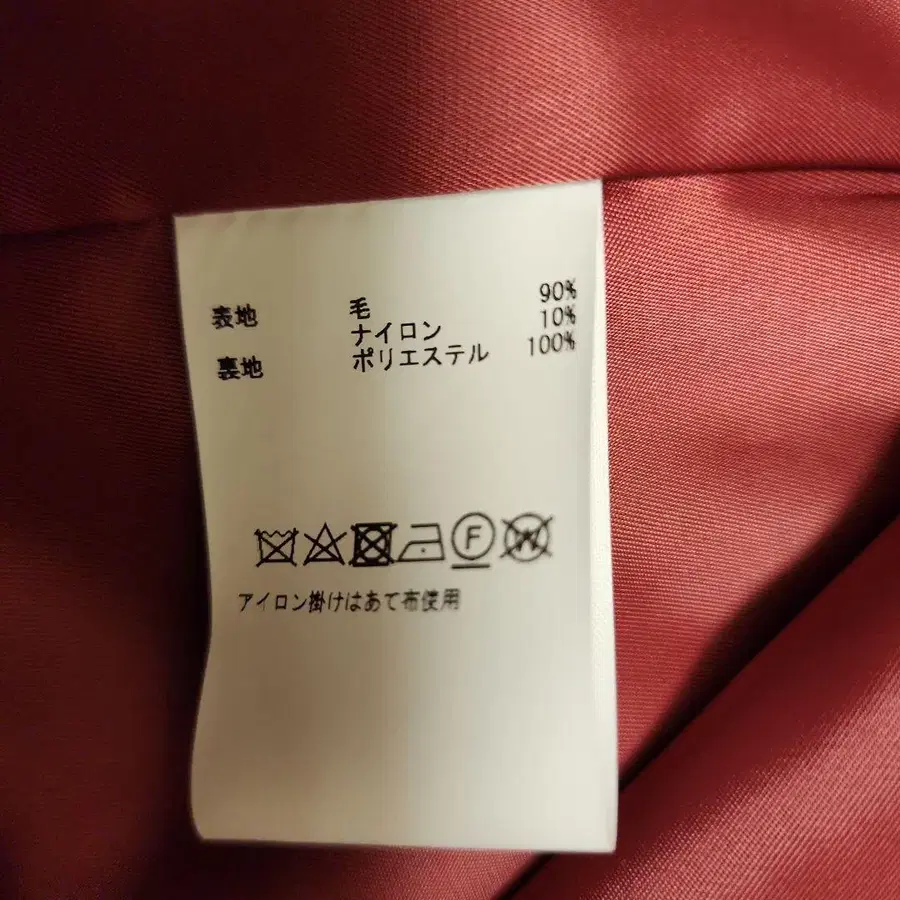 表地 毛 90%
ナイロン 10%
裏地 ポリエステル 100%
F W
アイロン掛けはあて布使用